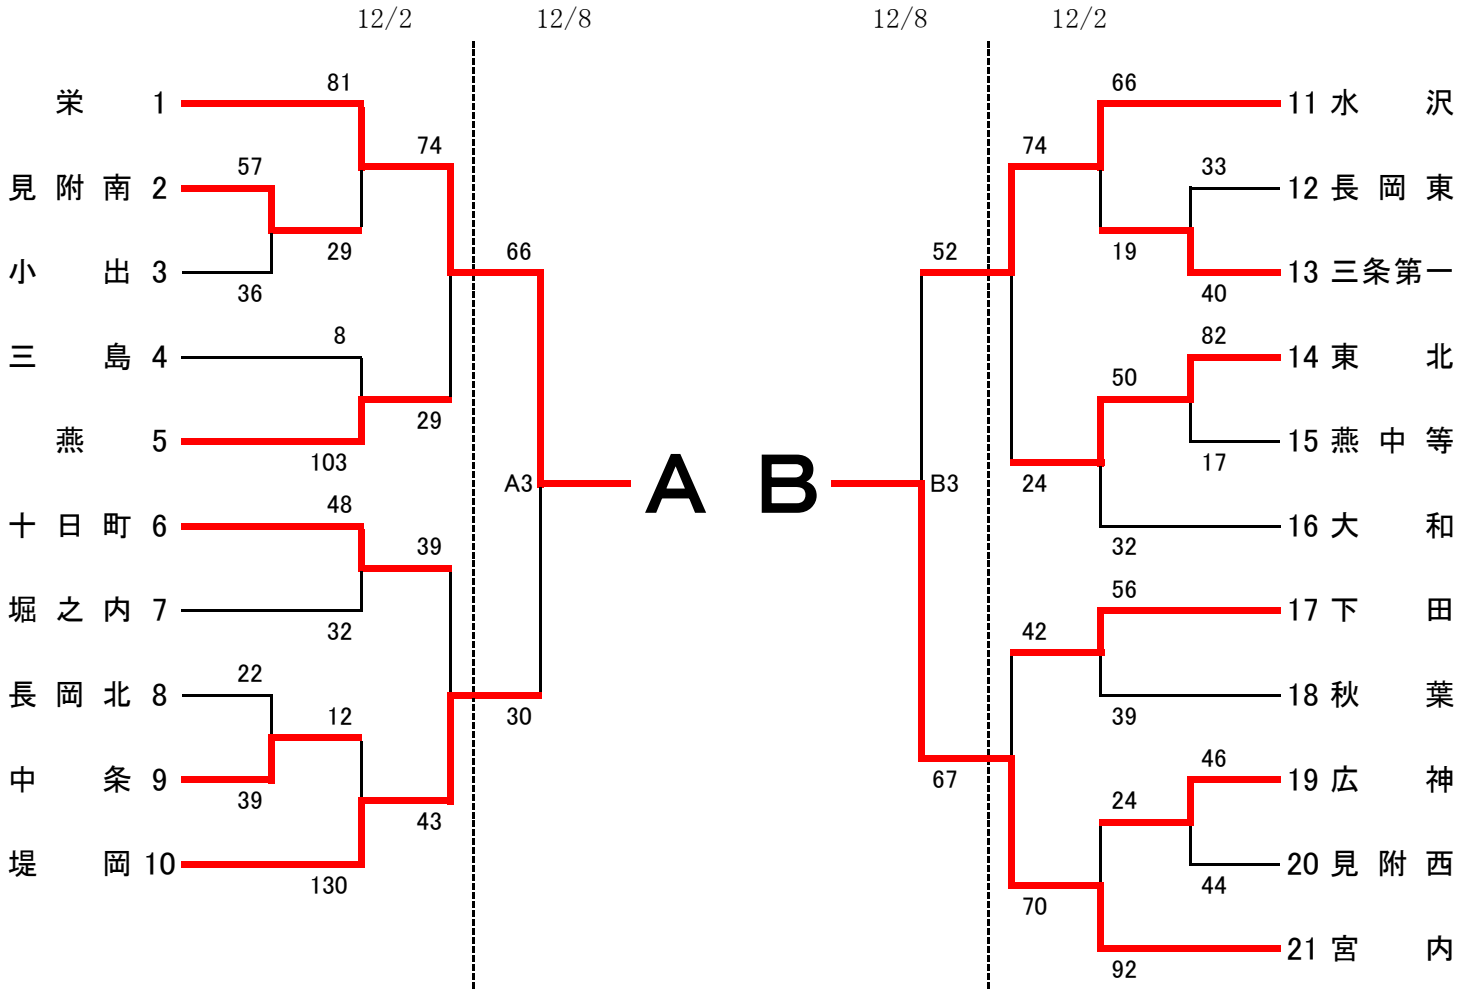 12/2 12/8 12/8 12/2
81 66
栄 1 11 水沢
74 74
57 33
見附南 2 12 長岡東
29 66 52 19
小出 3 13 三条第一
36 40
8 82
三島 4 14 東北
50
29
燕 5 15 燕中等
103 17
A3 A B B3 24
48
十日町 6 16 大和
39 32
56
堀之内 7 17 下田
32 42
22
長岡北 8 18 秋葉
12 30 39
46
中条 9 67 19 広神
39 24
43
堤岡 10 20 見附西
130 44
70
21 宮内
92